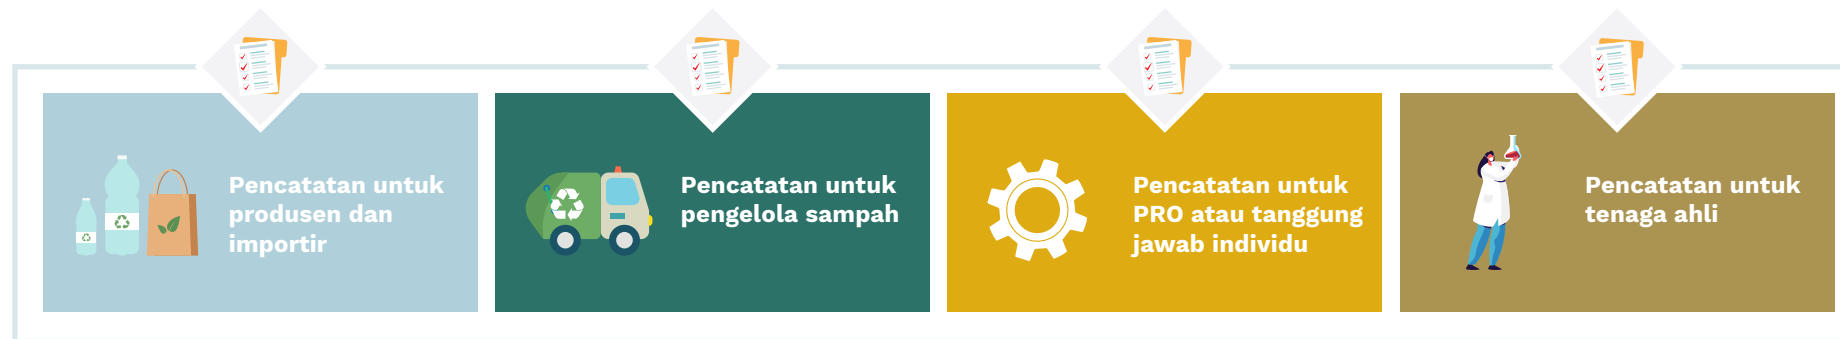 Pencatatan untuk
produsen dan
importir
Pencatatan untuk
pengelola sampah
Pencatatan untuk
PRO atau tanggung
jawab individu
Pencatatan untuk
tenaga ahli